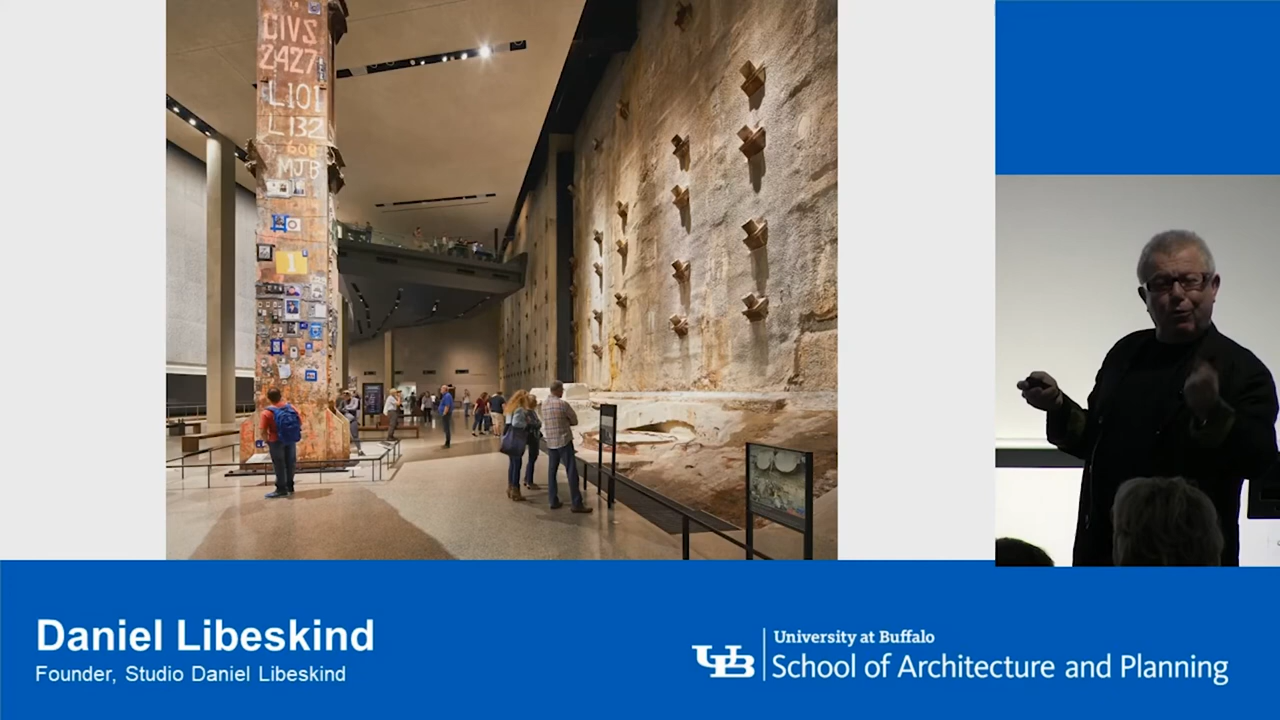 CIVS
2427
L101
L132
608
MJB
1
Daniel Libeskind
Founder, Studio Daniel Libeskind
UB
University at Buffalo
School of Architecture and Planning